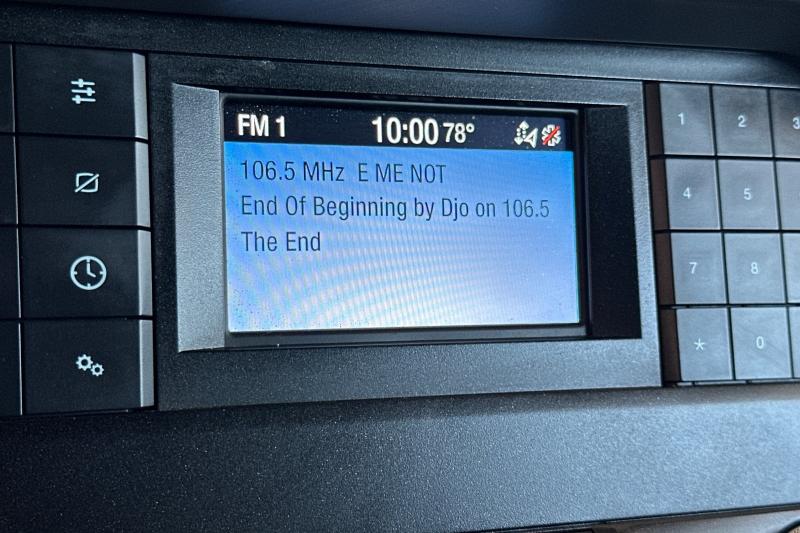 FM 1 10:00 78°
106.5 MHz E ME NOT
End Of Beginning by Djo on 106.5
The End
1 2 3
4 5
7 8
* 0